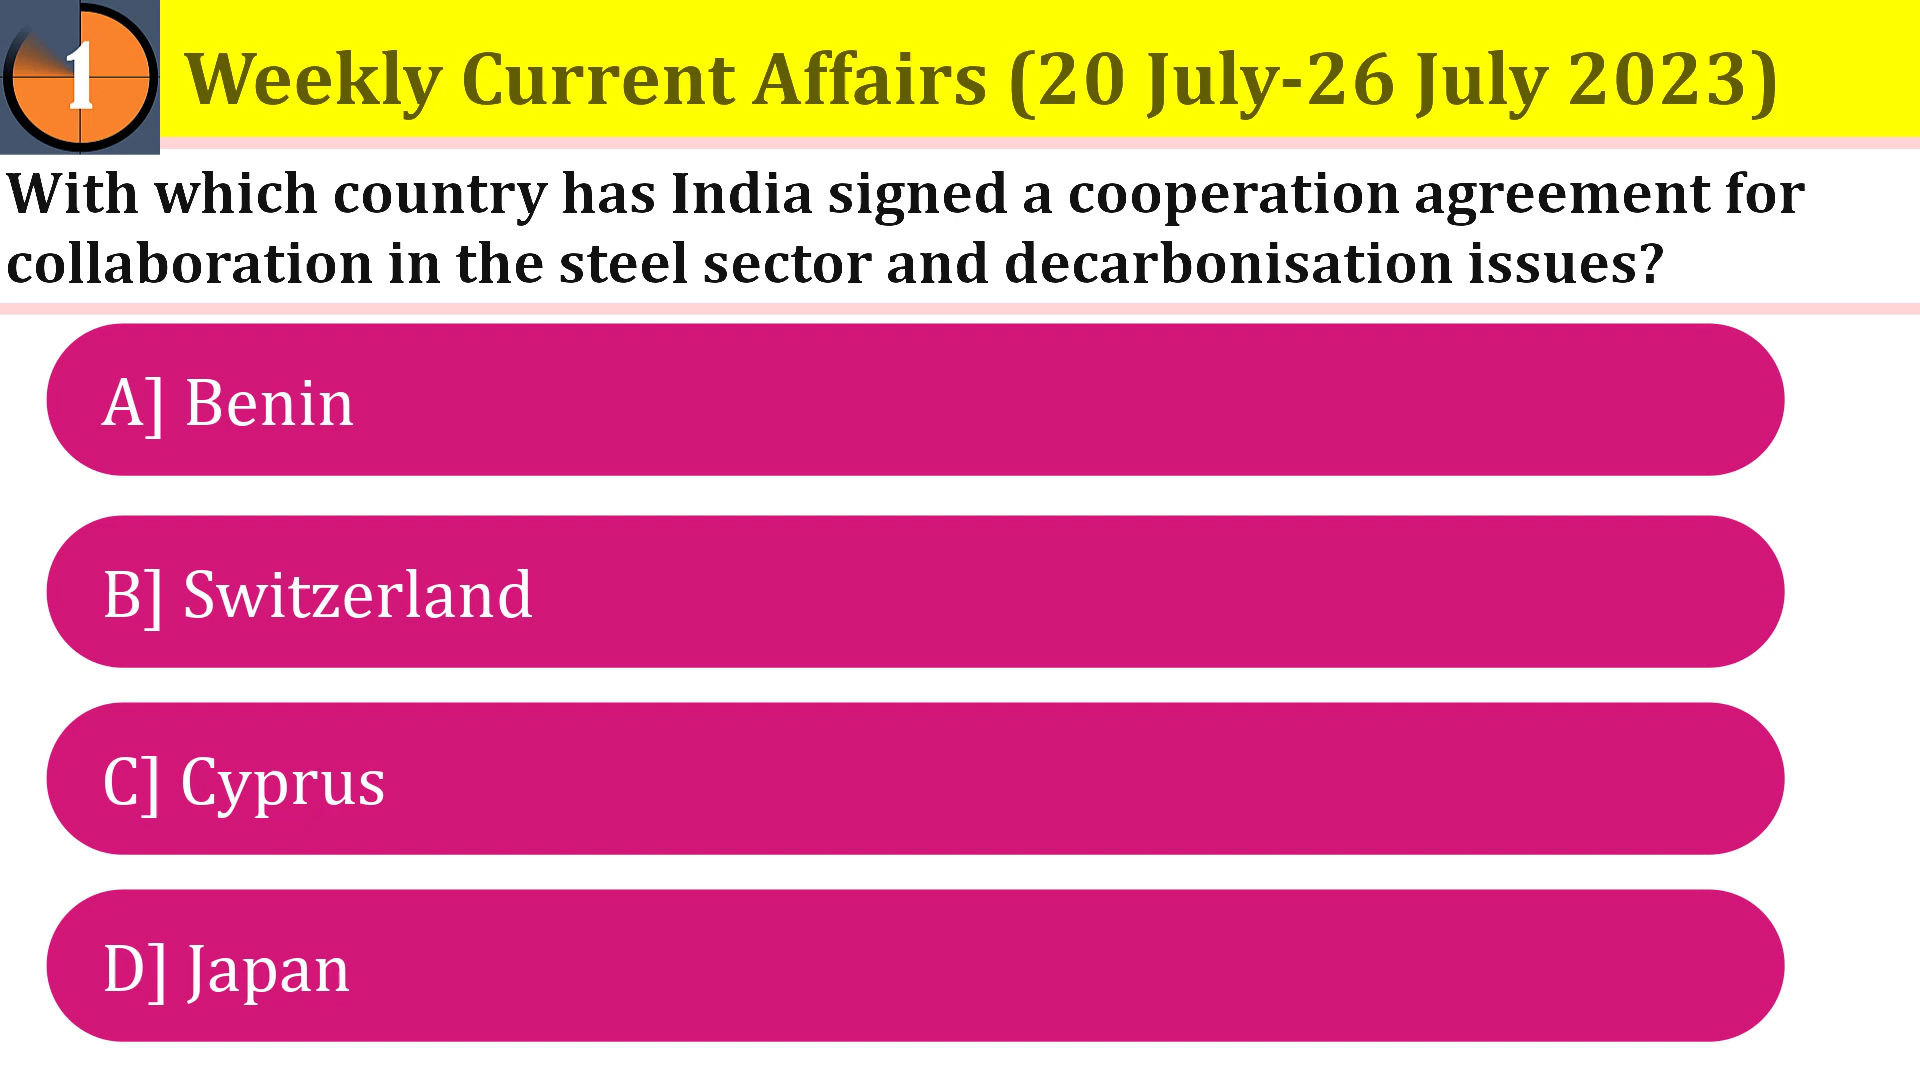 1
Weekly Current Affairs (20 July-26 July 2023)
With which country has India signed a cooperation agreement for
collaboration in the steel sector and decarbonisation issues?
A] Benin
B] Switzerland
C] Cyprus
D] Japan